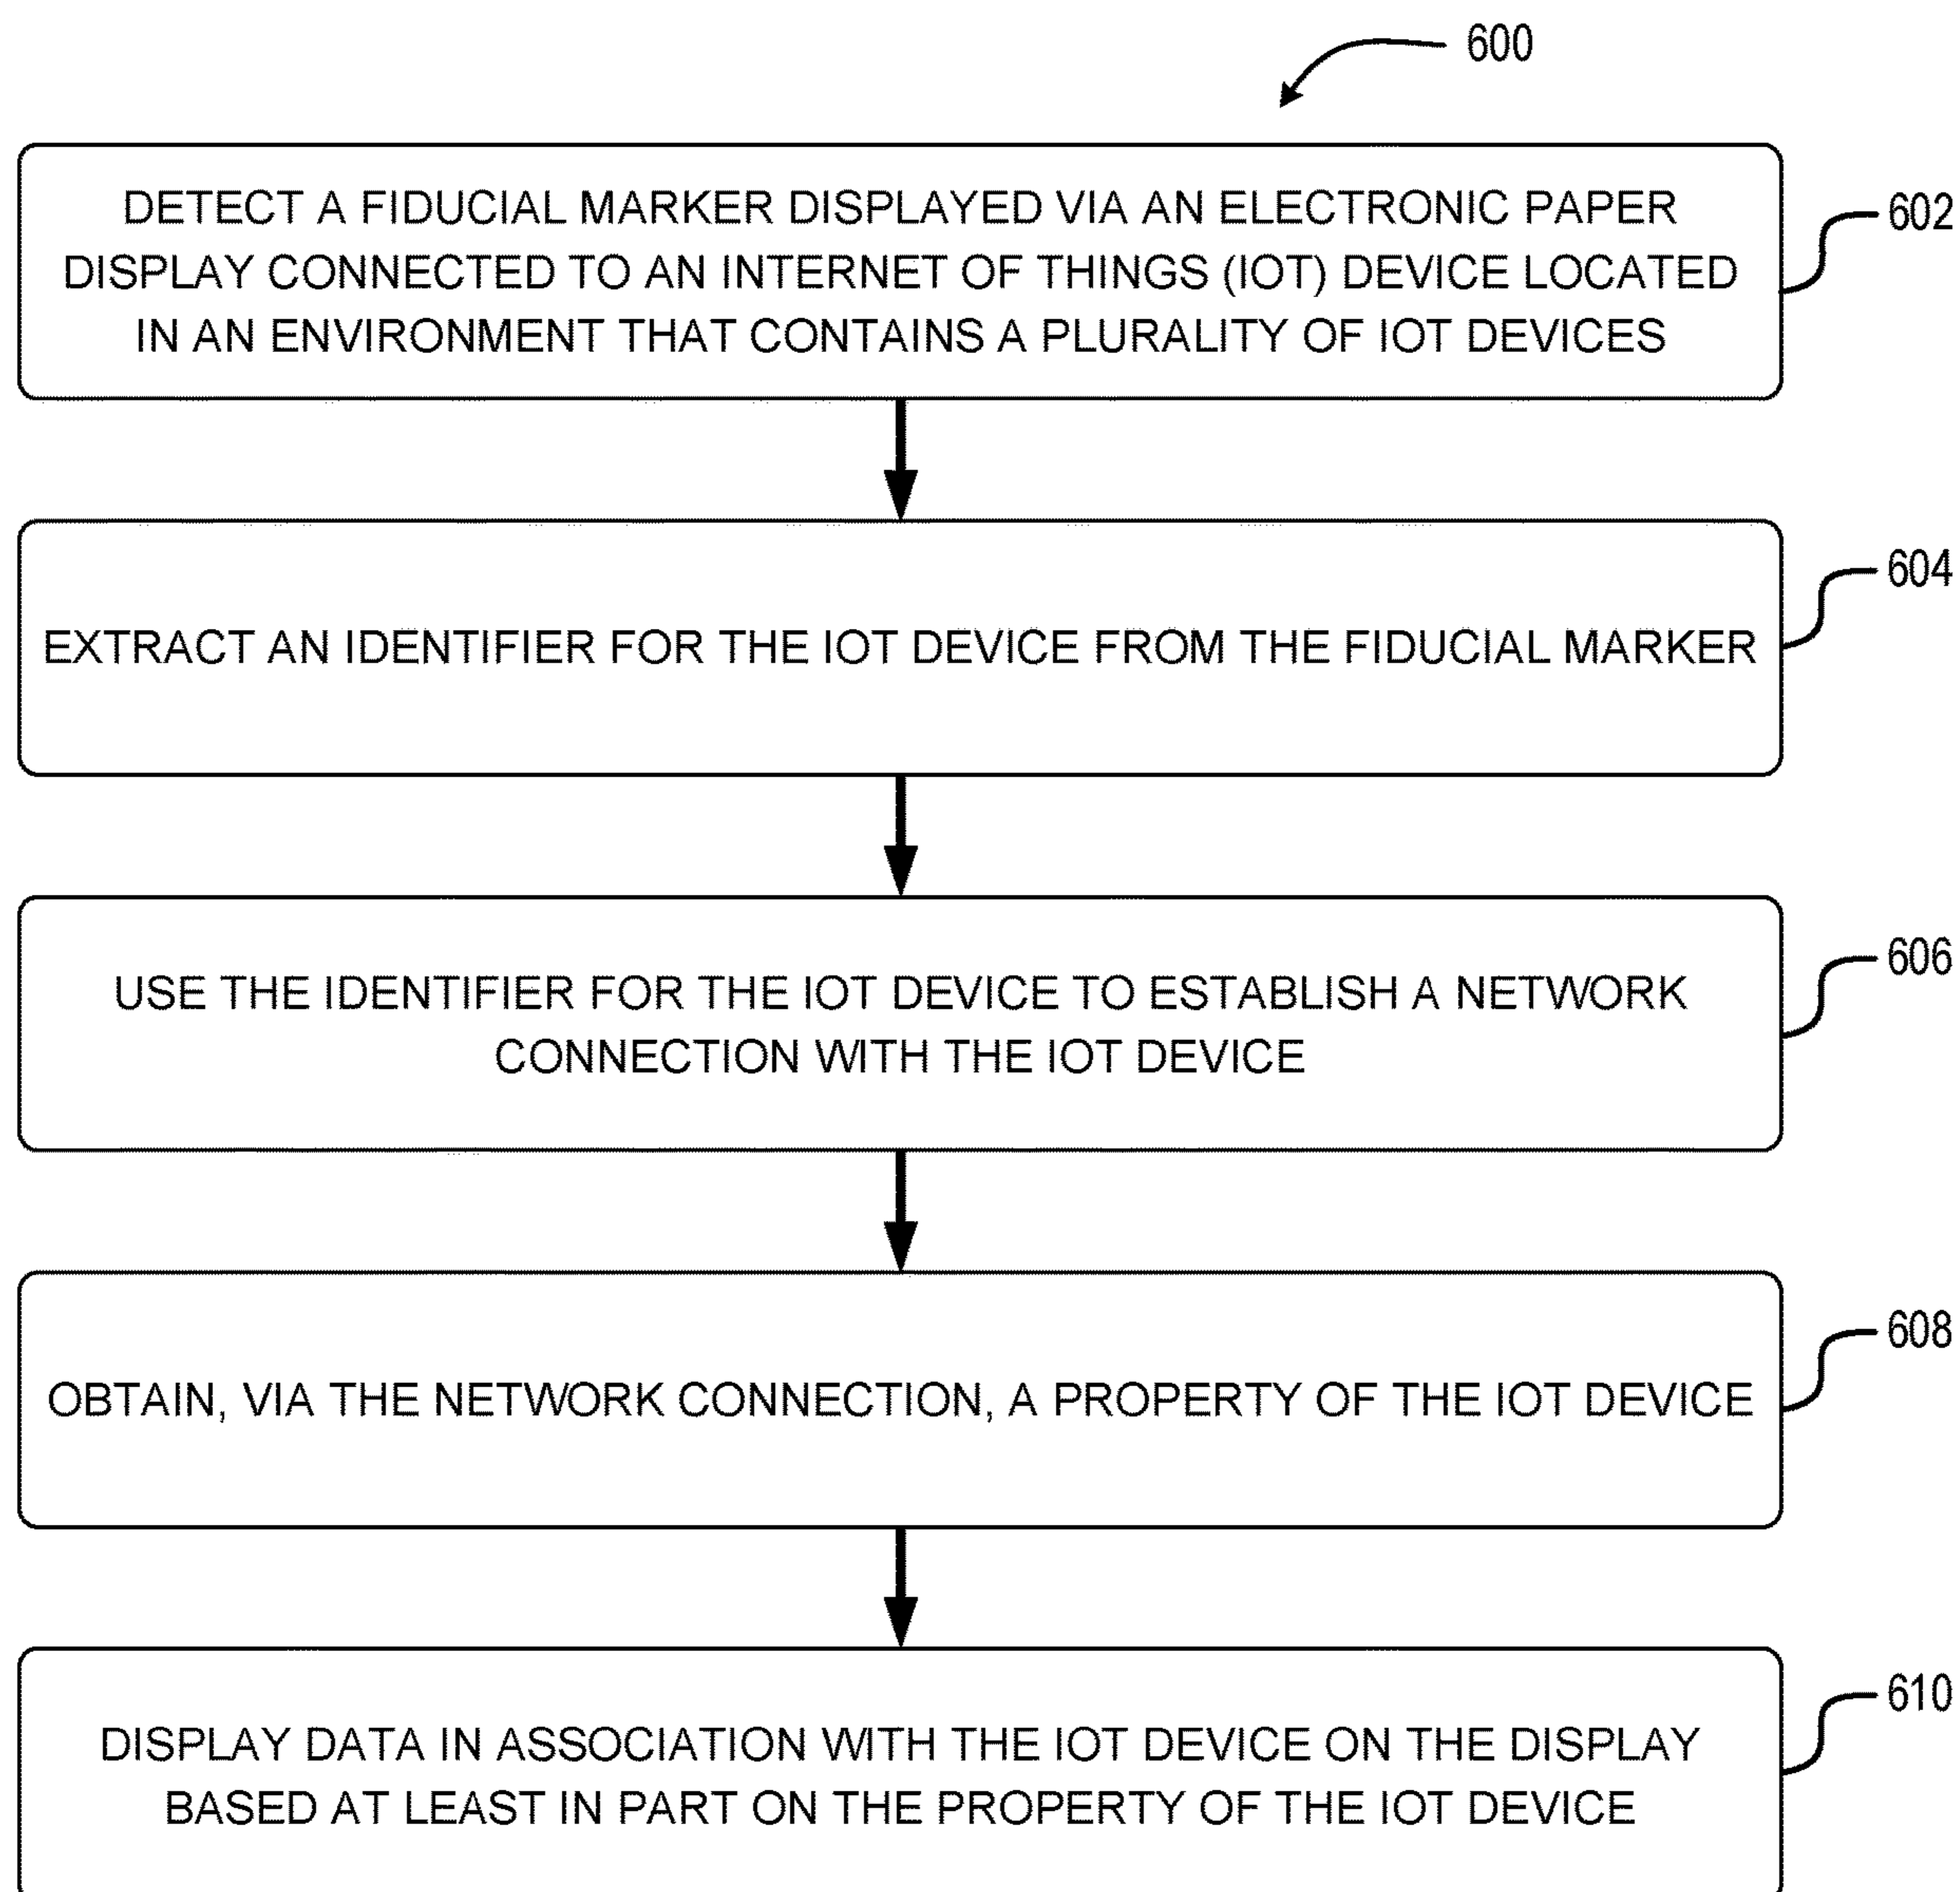 600
DETECT A FIDUCIAL MARKER DISPLAYED VIA AN ELECTRONIC PAPER
DISPLAY CONNECTED TO AN INTERNET OF THINGS (IOT) DEVICE LOCATED
IN AN ENVIRONMENT THAT CONTAINS A PLURALITY OF IOT DEVICES
602
EXTRACT AN IDENTIFIER FOR THE IOT DEVICE FROM THE FIDUCIAL MARKER
604
USE THE IDENTIFIER FOR THE IOT DEVICE TO ESTABLISH A NETWORK
CONNECTION WITH THE IOT DEVICE
606
OBTAIN, VIA THE NETWORK CONNECTION, A PROPERTY OF THE IOT DEVICE
608
DISPLAY DATA IN ASSOCIATION WITH THE IOT DEVICE ON THE DISPLAY
BASED AT LEAST IN PART ON THE PROPERTY OF THE IOT DEVICE
610